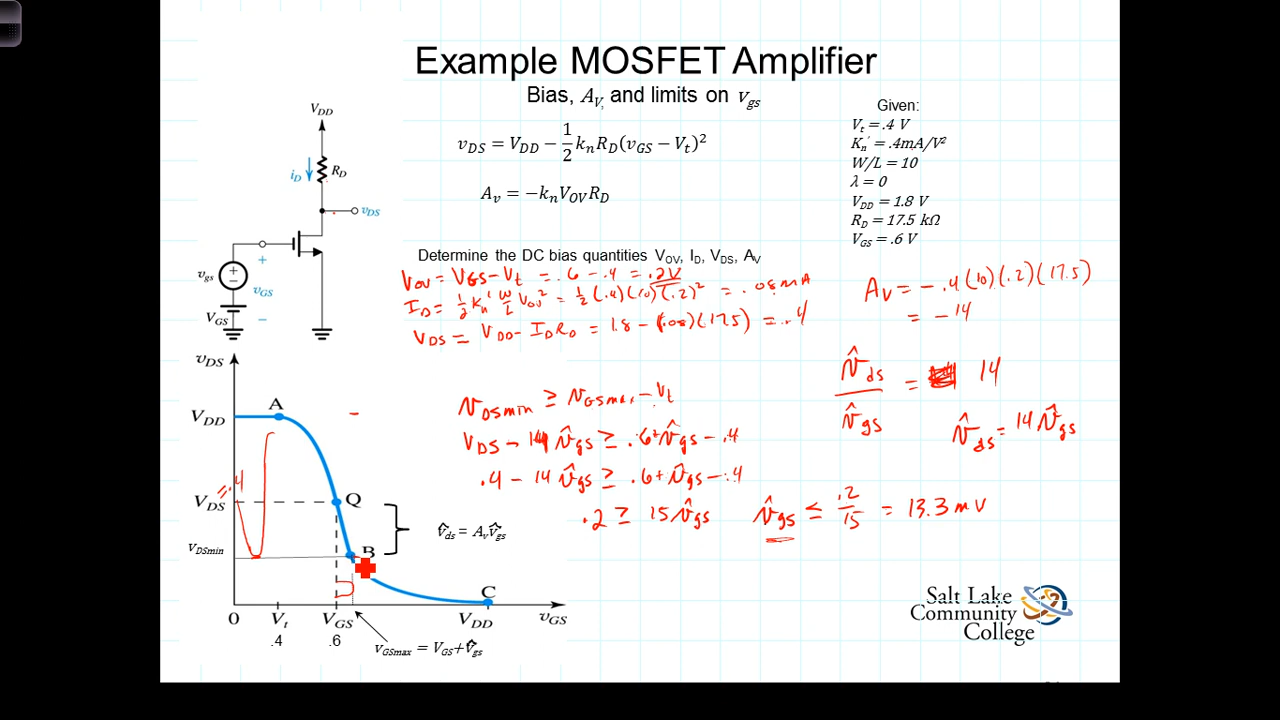 Example MOSFET Amplifier
Bias, A_V, and limits on v_gs
v_DS = V_DD − 1/2 k_n R_D (v_GS − V_t)²
A_v = −k_n V_OV R_D
Given:
V_t = .4 V
K_n' = .4mA/V²
W/L = 10
λ = 0
V_DD = 1.8 V
R_D = 17.5 kΩ
V_GS = .6 V
V_DD
i_D
R_D
v_DS
v_gs
+
−
+
v_GS
−
V_GS
Determine the DC bias quantities V_OV, I_D, V_DS, A_V
V_OV = V_GS − V_t = .6 − .4 = .2V
I_D = 1/2 k_n' W/L V_OV² = 1/2 (.4)(10)(.2)² = .08mA
V_DS = V_DD − I_D R_D = 1.8 − (.08)(17.5) = .4
A_v = −.4(10)(.2)(17.5)
= −14
v̂_ds / v̂_gs = 14
v̂_ds = 14 v̂_gs
v_DSmin ≥ v_GSmax − V_t
V_DS − 14 v̂_gs ≥ .6 + v̂_gs − .4
.4 − 14 v̂_gs ≥ .6 + v̂_gs − .4
.2 ≥ 15 v̂_gs
v̂_gs ≤ .2/15 = 13.3 mV
v_DS
V_DD
A
V_DS
= .4
Q
v_DSmin
B
v̂_ds = A_v v̂_gs
C
0
V_t
V_GS
V_DD
v_GS
.4
.6
v_GSmax = V_GS + v̂_gs
Salt Lake
Community
College